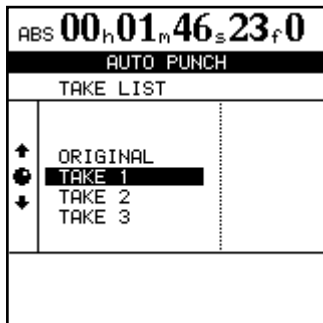 ABS 00h01m46s23f0
AUTO PUNCH
TAKE LIST
ORIGINAL
TAKE 1
TAKE 2
TAKE 3